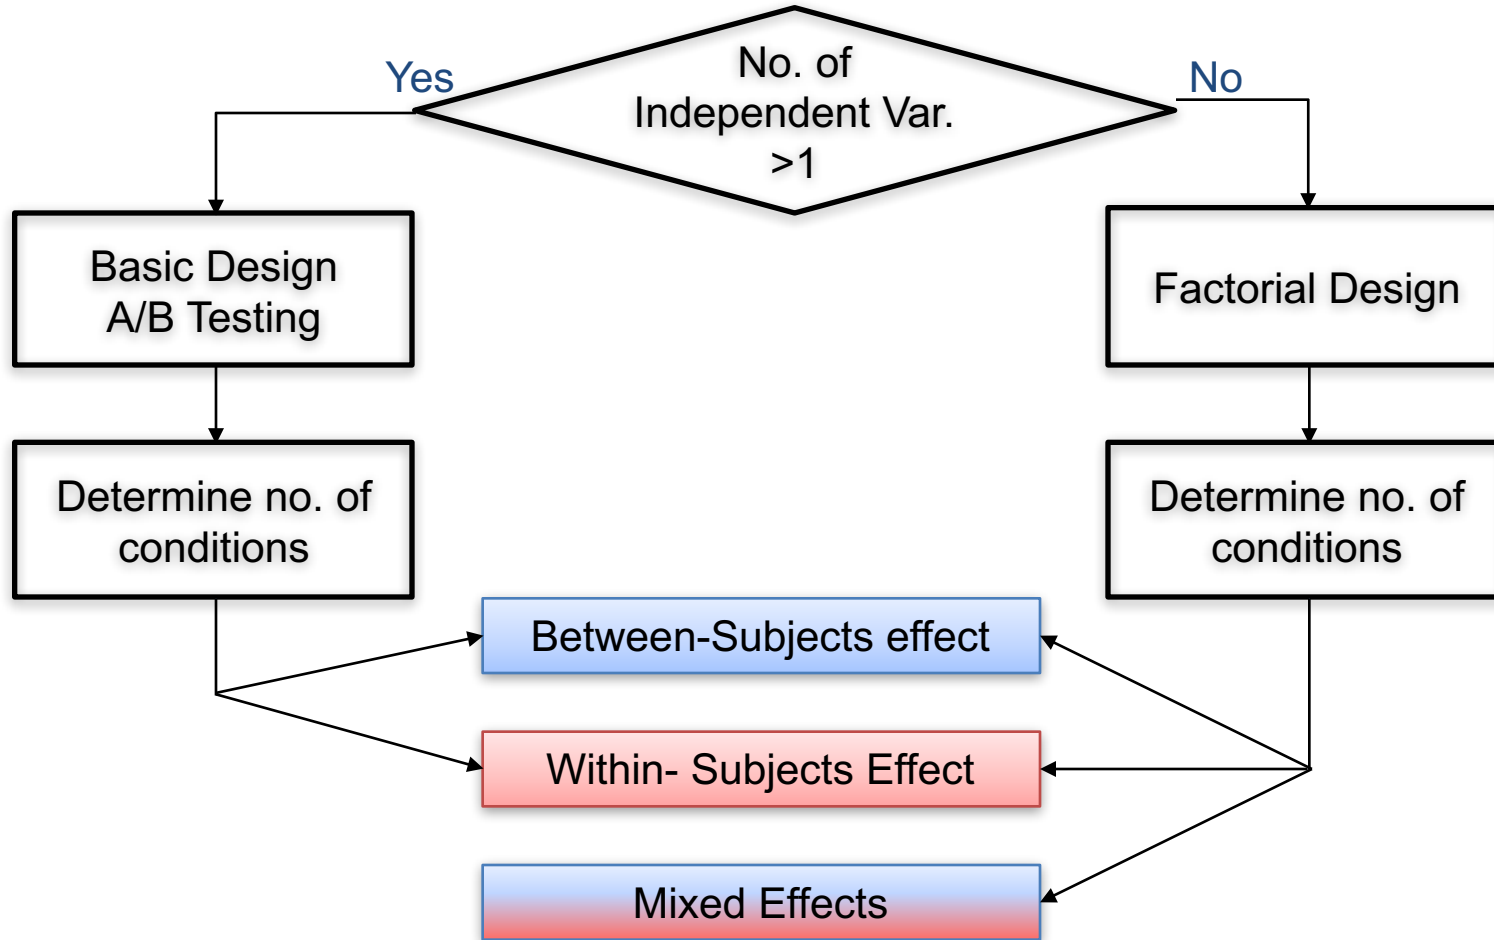 No. of
Independent Var.
>1
Yes
No
Basic Design
A/B Testing
Factorial Design
Determine no. of
conditions
Determine no. of
conditions
Between-Subjects effect
Within- Subjects Effect
Mixed Effects